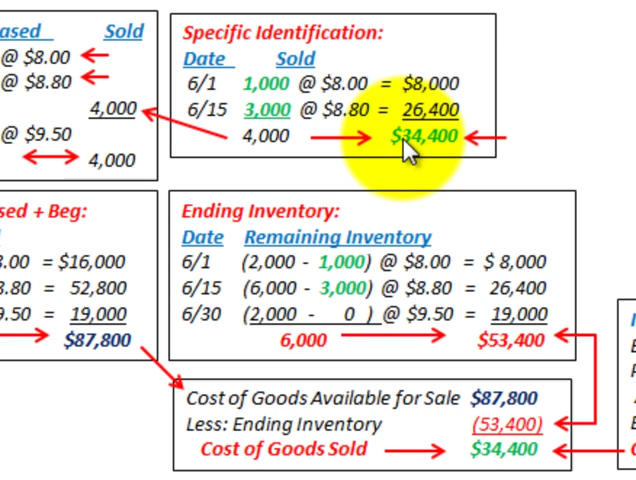 ased Sold
@ $8.00
@ $8.80
4,000
@ $9.50
4,000
Specific Identification:
Date Sold
6/1 1,000 @ $8.00 = $8,000
6/15 3,000 @ $8.80 = 26,400
4,000 $34,400
sed + Beg:
3.00 = $16,000
8.80 = 52,800
9.50 = 19,000
$87,800
Ending Inventory:
Date Remaining Inventory
6/1 (2,000 - 1,000) @ $8.00 = $ 8,000
6/15 (6,000 - 3,000) @ $8.80 = 26,400
6/30 (2,000 - 0 ) @ $9.50 = 19,000
6,000 $53,400
Cost of Goods Available for Sale $87,800
Less: Ending Inventory (53,400)
Cost of Goods Sold $34,400